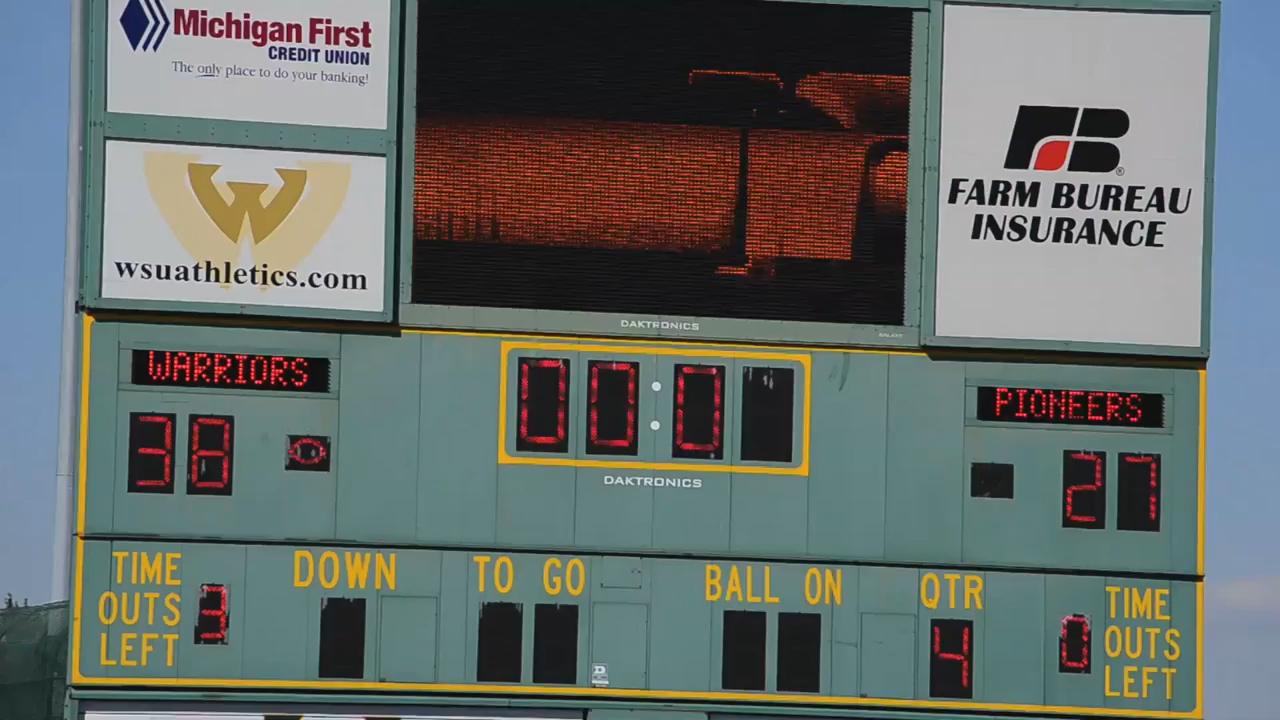 Michigan First
CREDIT UNION
The only place to do your banking!
W
wsuathletics.com
FB®
FARM BUREAU
INSURANCE
DAKTRONICS
WARRIORS
00:0
PIONEERS
38
27
DAKTRONICS
TIME
OUTS
LEFT
3
DOWN
TO GO
BALL ON
QTR
4
0
TIME
OUTS
LEFT